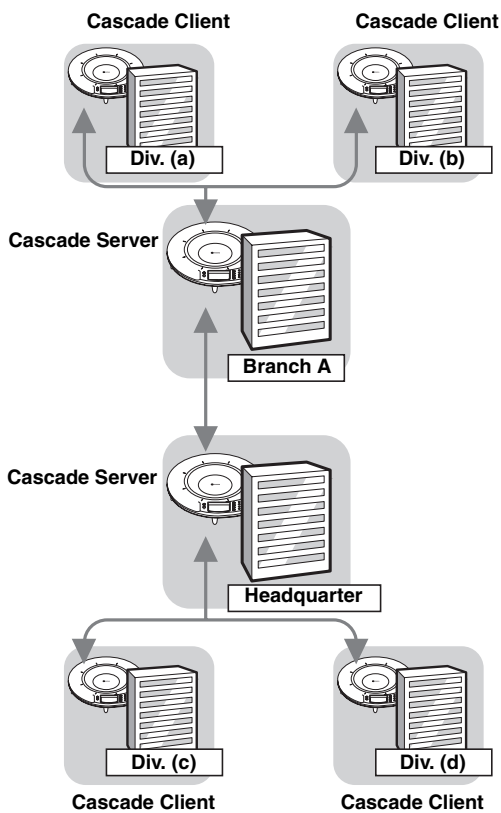 Cascade Client
Cascade Client
Div. (a)
Div. (b)
Cascade Server
Branch A
Cascade Server
Headquarter
Div. (c)
Div. (d)
Cascade Client
Cascade Client